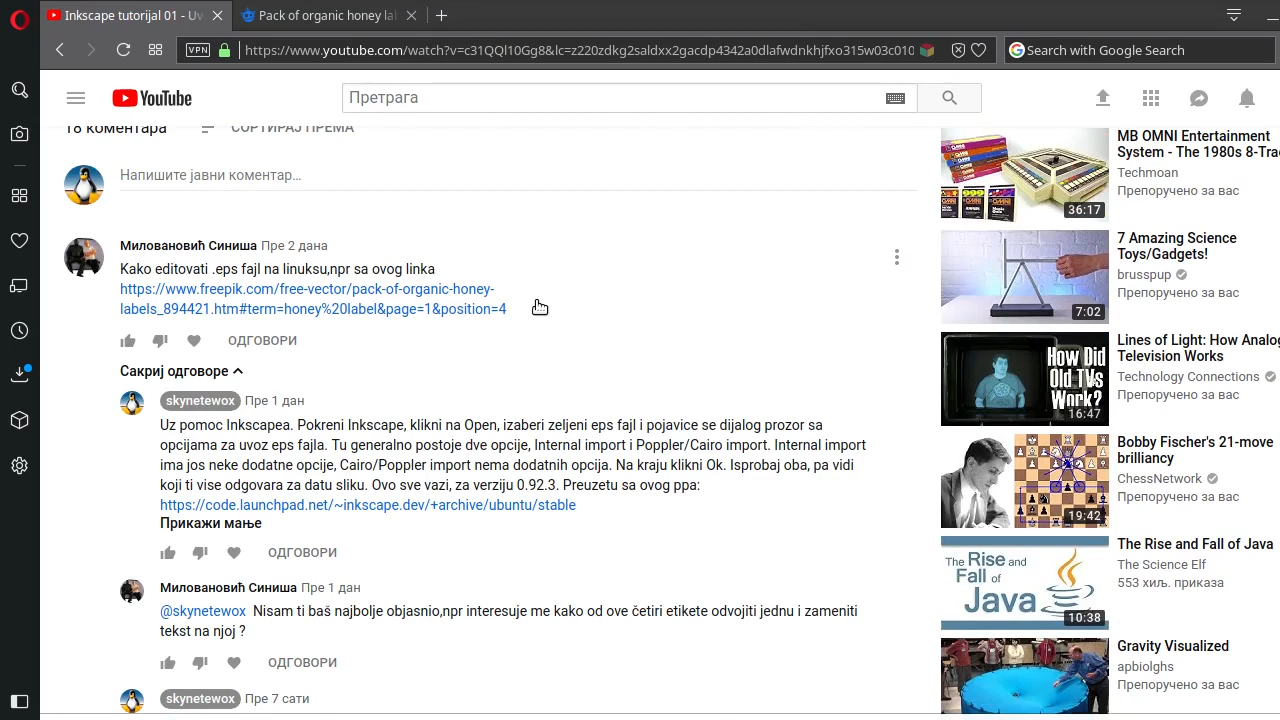 Inkscape tutorijal 01 - Uv
Pack of organic honey la
VPN
https://www.youtube.com/watch?v=c31QQl10Gg8&lc=z220zdkg2saldxx2gacdp4342a0dlafwdnkhjfxo315w03c010
Search with Google Search
YouTube
Претрага
18 коментара
СОРТИРАЈ ПРЕМА
Напишите јавни коментар...
Миловановић Синиша Пре 2 дана
Kako editovati .eps fajl na linuksu,npr sa ovog linka
https://www.freepik.com/free-vector/pack-of-organic-honey-
labels_894421.htm#term=honey%20label&page=1&position=4
ОДГОВОРИ
Сакриј одговоре
skynetewox Пре 1 дан
Uz pomoc Inkscapea. Pokreni Inkscape, klikni na Open, izaberi zeljeni eps fajl i pojavice se dijalog prozor sa
opcijama za uvoz eps fajla. Tu generalno postoje dve opcije, Internal import i Poppler/Cairo import. Internal import
ima jos neke dodatne opcije, Cairo/Poppler import nema dodatnih opcija. Na kraju klikni Ok. Isprobaj oba, pa vidi
koji ti vise odgovara za datu sliku. Ovo sve vazi, za verziju 0.92.3. Preuzetu sa ovog ppa:
https://code.launchpad.net/~inkscape.dev/+archive/ubuntu/stable
Прикажи мање
ОДГОВОРИ
Миловановић Синиша Пре 1 дан
@skynetewox Nisam ti baš najbolje objasnio,npr interesuje me kako od ove četiri etikete odvojiti jednu i zameniti
tekst na njoj ?
ОДГОВОРИ
skynetewox Пре 7 сати
MB OMNI Entertainment
System - The 1980s 8-Tra
Techmoan
Препоручено за вас
36:17
7 Amazing Science
Toys/Gadgets!
brusspup
Препоручено за вас
7:02
Lines of Light: How Analog
Television Works
Technology Connections
Препоручено за вас
How Did
Old TVs
Work?
16:47
Bobby Fischer's 21-move
brilliancy
ChessNetwork
Препоручено за вас
19:42
The Rise and Fall of Java
The Science Elf
553 хиљ. приказа
The Rise and
Fall of
Java
10:38
Gravity Visualized
apbiolghs
Препоручено за вас